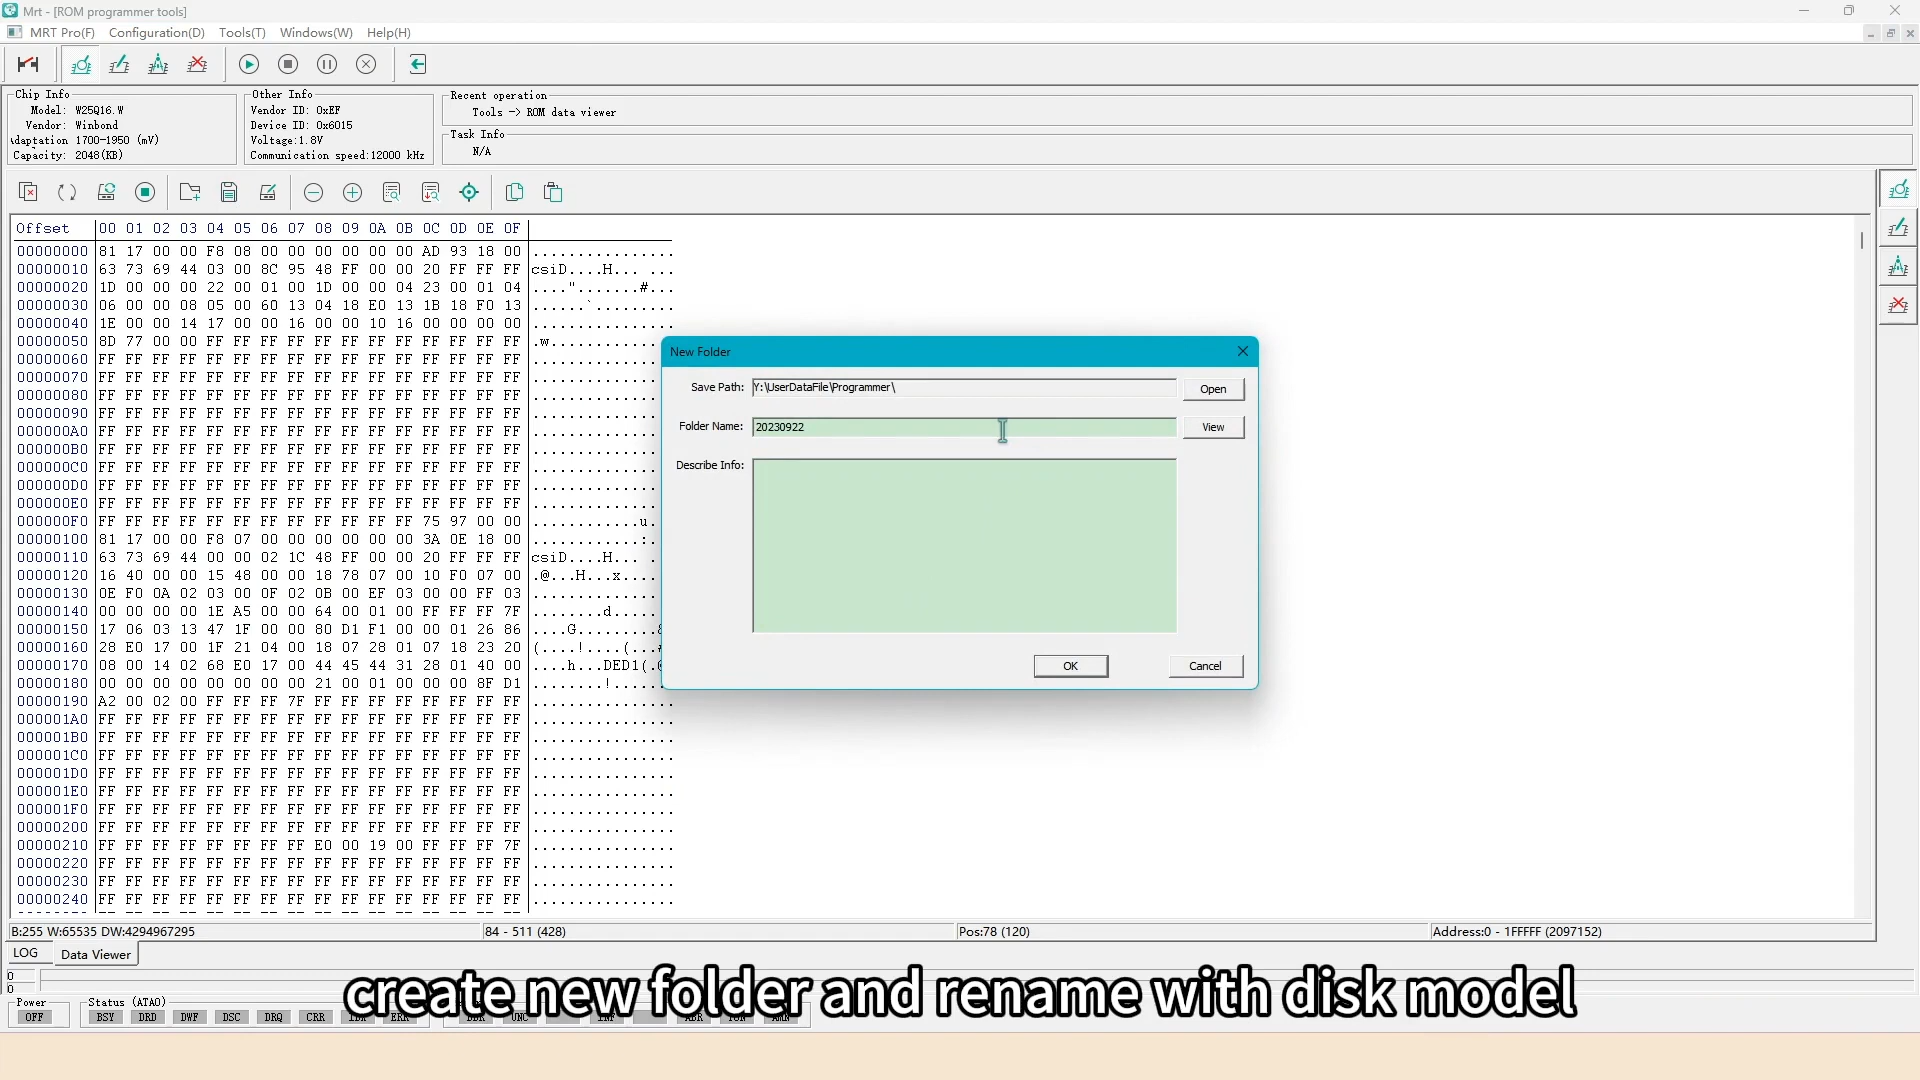 Mrt - [ROM programmer tools]
MRT Pro(F) Configuration(D) Tools(T) Windows(W) Help(H)
Chip Info
Model: W25Q16.W
Vendor: Winbond
Adaptation 1700-1950 (mV)
Capacity: 2048(KB)
Other Info
Vendor ID: 0xEF
Device ID: 0x6015
Voltage:1.8V
Communication speed:12000 kHz
Recent operation
Tools -> ROM data viewer
Task Info
N/A
Offset 00 01 02 03 04 05 06 07 08 09 0A 0B 0C 0D 0E 0F
00000000 81 17 00 00 F8 08 00 00 00 00 00 00 AD 93 18 00 ................
00000010 63 73 69 44 03 00 8C 95 48 FF 00 00 20 FF FF FF csiD....H... ...
00000020 1D 00 00 00 22 00 01 00 1D 00 00 04 23 00 01 04 ....".......#...
00000030 06 00 00 08 05 00 60 13 04 18 E0 13 1B 18 F0 13 ......`.........
00000040 1E 00 00 14 17 00 00 16 00 00 10 16 00 00 00 00 ................
00000050 8D 77 00 00 FF FF FF FF FF FF FF FF FF FF FF FF .w............
00000060 FF FF FF FF FF FF FF FF FF FF FF FF FF FF FF FF ..............
00000070 FF FF FF FF FF FF FF FF FF FF FF FF FF FF FF FF ..............
00000080 FF FF FF FF FF FF FF FF FF FF FF FF FF FF FF FF ..............
00000090 FF FF FF FF FF FF FF FF FF FF FF FF FF FF FF FF ..............
000000A0 FF FF FF FF FF FF FF FF FF FF FF FF FF FF FF FF ..............
000000B0 FF FF FF FF FF FF FF FF FF FF FF FF FF FF FF FF ..............
000000C0 FF FF FF FF FF FF FF FF FF FF FF FF FF FF FF FF ..............
000000D0 FF FF FF FF FF FF FF FF FF FF FF FF FF FF FF FF ..............
000000E0 FF FF FF FF FF FF FF FF FF FF FF FF FF FF FF FF ..............
000000F0 FF FF FF FF FF FF FF FF FF FF FF FF 75 97 00 00 ............u.
00000100 81 17 00 00 F8 07 00 00 00 00 00 00 3A 0E 18 00 ............:.
00000110 63 73 69 44 00 00 02 1C 48 FF 00 00 20 FF FF FF csiD....H... .
00000120 16 40 00 00 15 48 00 00 18 78 07 00 10 F0 07 00 .@...H...x....
00000130 0E F0 0A 02 03 00 0F 02 0B 00 EF 03 00 00 FF 03 ..............
00000140 00 00 00 00 1E A5 00 00 64 00 01 00 FF FF FF 7F ........d.....
00000150 17 06 03 13 47 1F 00 00 80 D1 F1 00 00 01 26 86 ....G.........&
00000160 28 E0 17 00 1F 21 04 00 18 07 28 01 07 18 23 20 (....!....(...#
00000170 08 00 14 02 68 E0 17 00 44 45 44 31 28 01 40 00 ....h...DED1(.@
00000180 00 00 00 00 00 00 00 00 21 00 01 00 00 00 8F D1 ........!.....
00000190 A2 00 02 00 FF FF FF 7F FF FF FF FF FF FF FF FF ................
000001A0 FF FF FF FF FF FF FF FF FF FF FF FF FF FF FF FF ................
000001B0 FF FF FF FF FF FF FF FF FF FF FF FF FF FF FF FF ................
000001C0 FF FF FF FF FF FF FF FF FF FF FF FF FF FF FF FF ................
000001D0 FF FF FF FF FF FF FF FF FF FF FF FF FF FF FF FF ................
000001E0 FF FF FF FF FF FF FF FF FF FF FF FF FF FF FF FF ................
000001F0 FF FF FF FF FF FF FF FF FF FF FF FF FF FF FF FF ................
00000200 FF FF FF FF FF FF FF FF FF FF FF FF FF FF FF FF ................
00000210 FF FF FF FF FF FF FF FF E0 00 19 00 FF FF FF 7F ................
00000220 FF FF FF FF FF FF FF FF FF FF FF FF FF FF FF FF ................
00000230 FF FF FF FF FF FF FF FF FF FF FF FF FF FF FF FF ................
00000240 FF FF FF FF FF FF FF FF FF FF FF FF FF FF FF FF ................
New Folder
Save Path: Y:\UserDataFile\Programmer\ Open
Folder Name: 20230922 View
Describe Info:
OK Cancel
B:255 W:65535 DW:4294967295 84 - 511 (428) Pos:78 (120) Address:0 - 1FFFFF (2097152)
LOG Data Viewer
0
0
create new folder and rename with disk model
Power
OFF
Status (ATA0)
BSY DRD DWF DSC DRQ CRR